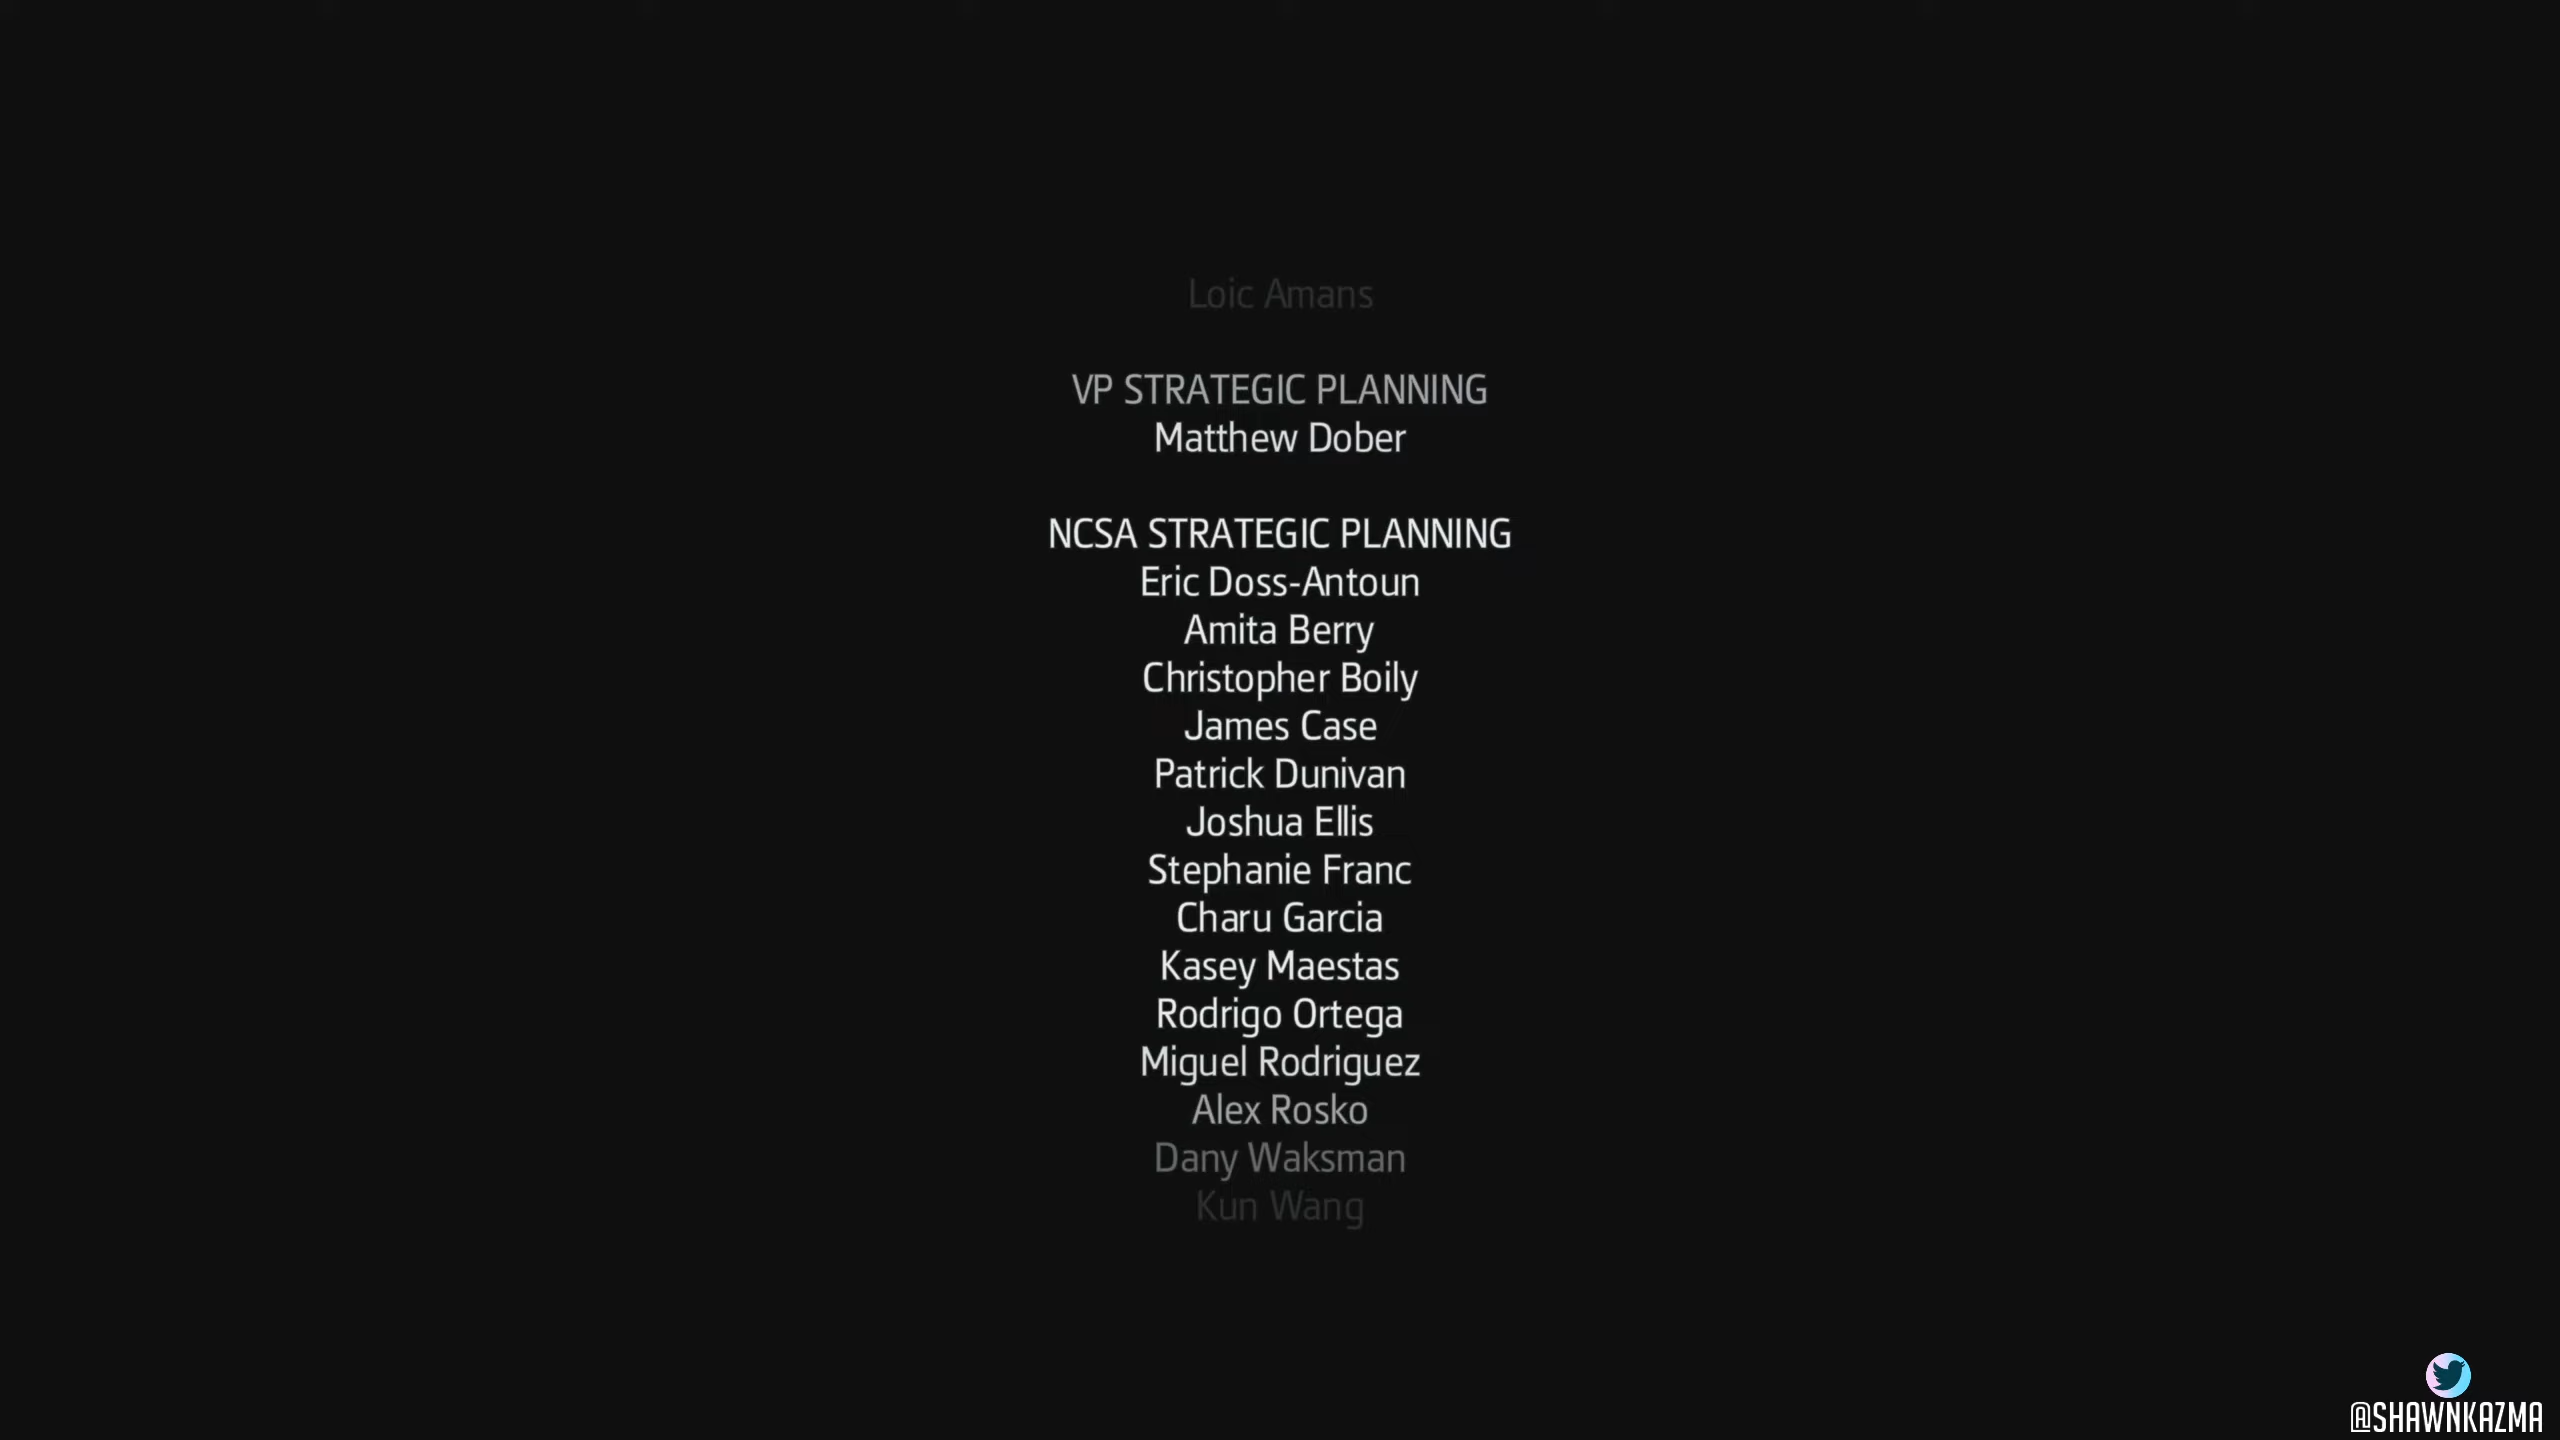 Loic Amans
VP STRATEGIC PLANNING
Matthew Dober
NCSA STRATEGIC PLANNING
Eric Doss-Antoun
Amita Berry
Christopher Boily
James Case
Patrick Dunivan
Joshua Ellis
Stephanie Franc
Charu Garcia
Kasey Maestas
Rodrigo Ortega
Miguel Rodriguez
Alex Rosko
Dany Waksman
Kun Wang
@SHAWNKAZMA